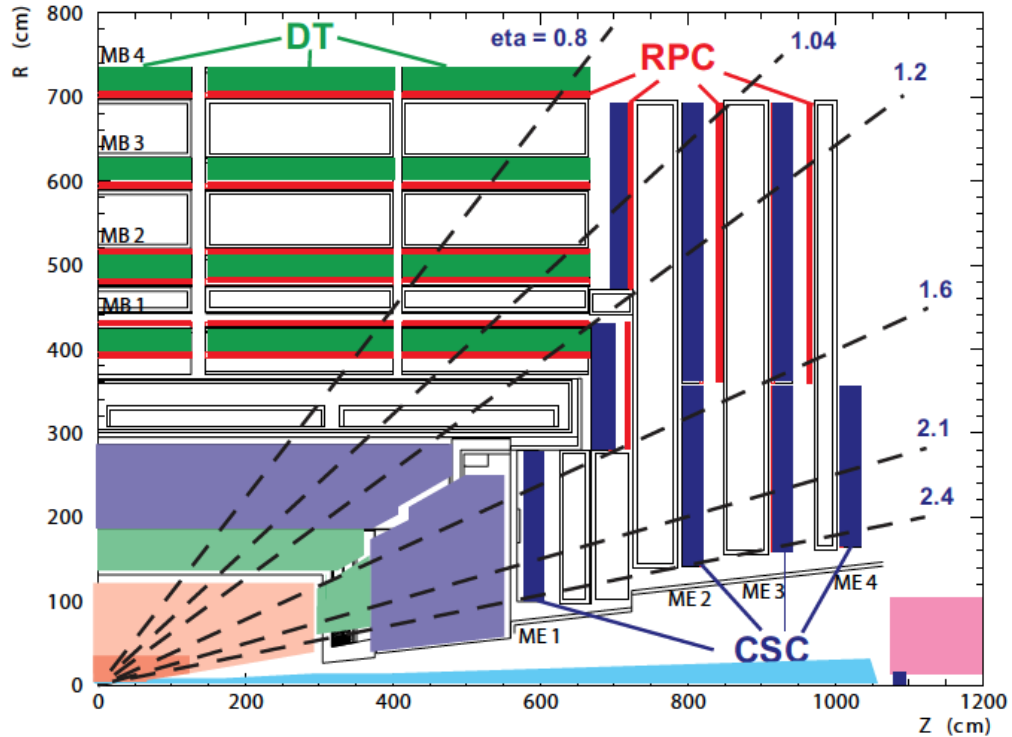 R (cm)
MB 4
DT
eta = 0.8
1.04
RPC
1.2
800
700
MB 3
600
MB 2
500
1.6
MB 1
400
300
2.1
2.4
200
100
ME 1
ME 2
ME 3
ME 4
CSC
0
0
200
400
600
800
1000
1200
Z (cm)